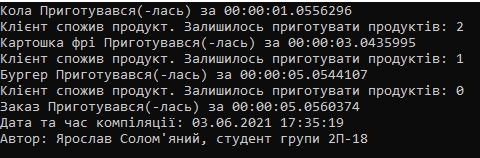 Кола Приготувався(-лась) за 00:00:01.0556296
Клієнт спожив продукт. Залишилось приготувати продуктів: 2
Картошка фрі Приготувався(-лась) за 00:00:03.0435995
Клієнт спожив продукт. Залишилось приготувати продуктів: 1
Бургер Приготувався(-лась) за 00:00:05.0544107
Клієнт спожив продукт. Залишилось приготувати продуктів: 0
Заказ Приготувався(-лась) за 00:00:05.0560374
Дата та час компіляції: 03.06.2021 17:35:19
Автор: Ярослав Солом'яний, студент групи 2П-18